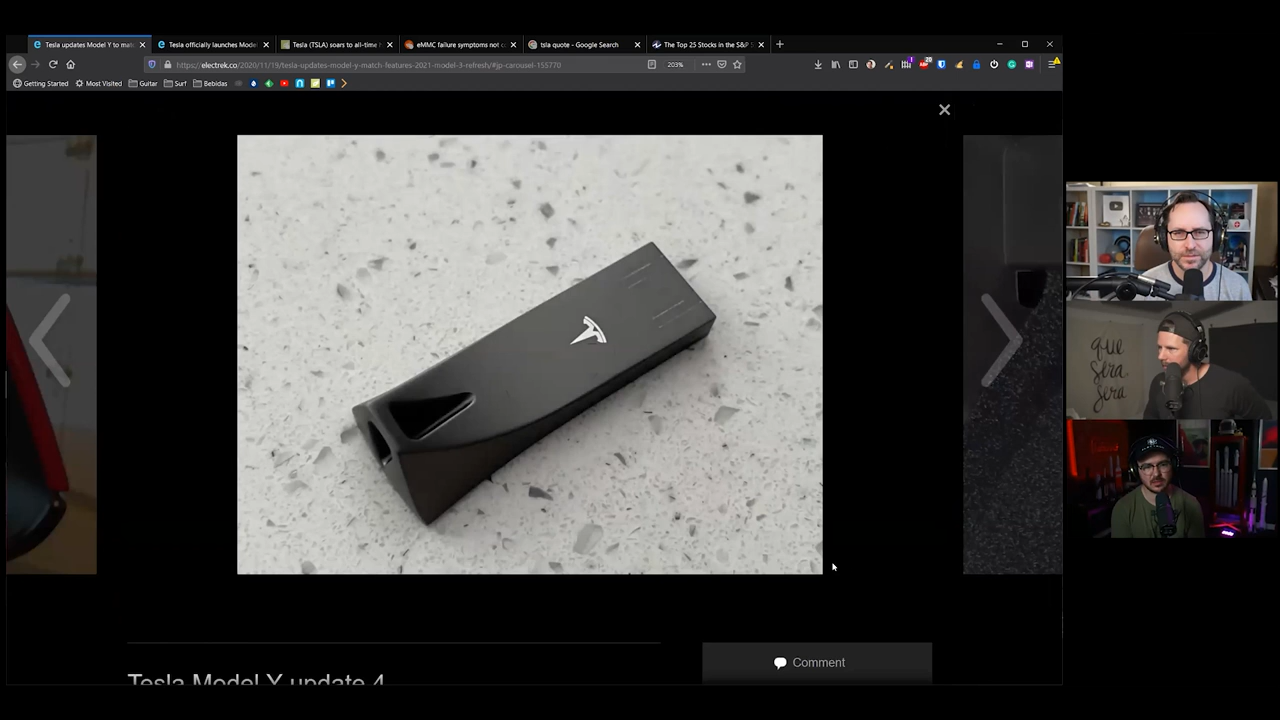 Tesla updates Model Y to mat
Tesla officially launches Model
Tesla (TSLA) soars to all-time
eMMC failure symptoms not c
tsla quote - Google Search
The Top 25 Stocks in the S&P
https://electrek.co/2020/11/19/tesla-updates-model-y-match-features-2021-model-3-refresh/#jp-carousel-155770
203%
Getting Started
Most Visited
Guitar
Surf
Bebidas
que
sera,
sera
Comment
Tesla Model Y update 4